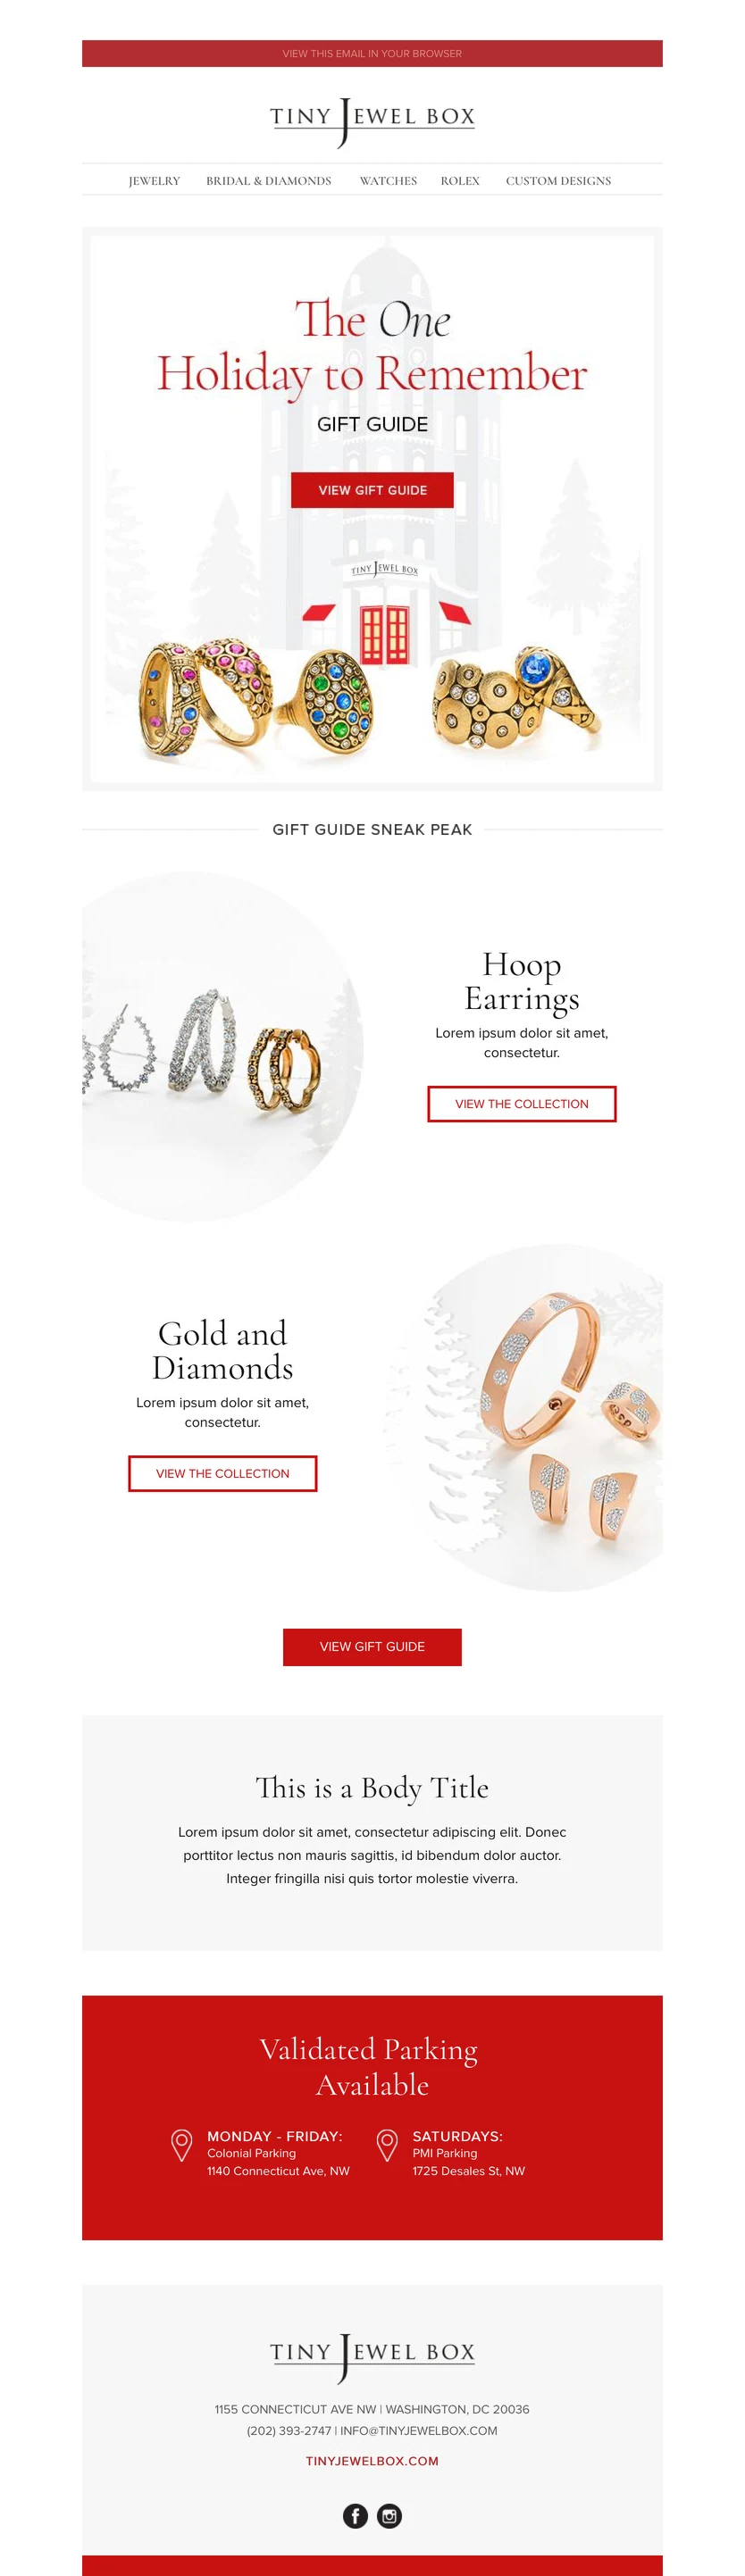 VIEW THIS EMAIL IN YOUR BROWSER
TINY JEWEL BOX
JEWELRY BRIDAL & DIAMONDS WATCHES ROLEX CUSTOM DESIGNS
The One
Holiday to Remember
GIFT GUIDE
VIEW GIFT GUIDE
TINY JEWEL BOX
GIFT GUIDE SNEAK PEAK
Hoop
Earrings
Lorem ipsum dolor sit amet,
consectetur.
VIEW THE COLLECTION
Gold and
Diamonds
Lorem ipsum dolor sit amet,
consectetur.
VIEW THE COLLECTION
VIEW GIFT GUIDE
This is a Body Title
Lorem ipsum dolor sit amet, consectetur adipiscing elit. Donec
porttitor lectus non mauris sagittis, id bibendum dolor auctor.
Integer fringilla nisi quis tortor molestie viverra.
Validated Parking
Available
MONDAY - FRIDAY:
Colonial Parking
1140 Connecticut Ave, NW
SATURDAYS:
PMI Parking
1725 Desales St, NW
TINY JEWEL BOX
1155 CONNECTICUT AVE NW | WASHINGTON, DC 20036
(202) 393-2747 | INFO@TINYJEWELBOX.COM
TINYJEWELBOX.COM